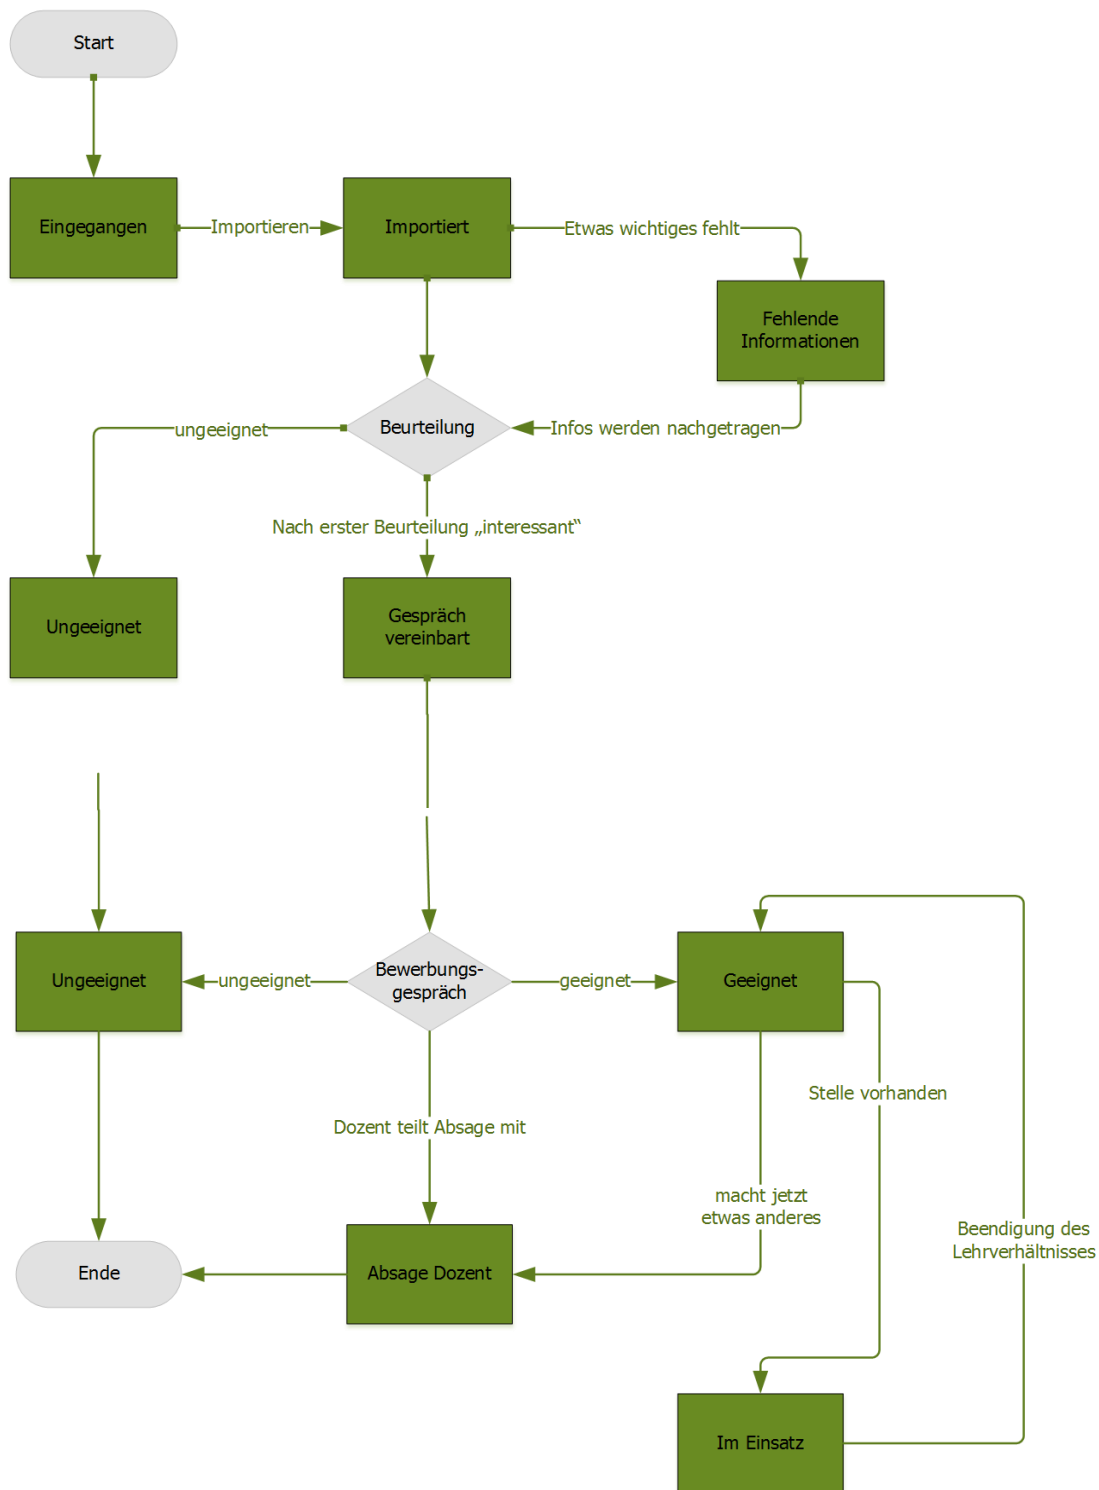 Start
Eingegangen
Importieren
Importiert
Etwas wichtiges fehlt
Fehlende
Informationen
ungeeignet
Beurteilung
Infos werden nachgetragen
Nach erster Beurteilung „interessant“
Ungeeignet
Gespräch
vereinbart
Ungeeignet
ungeeignet
Bewerbungs-
gespräch
geeignet
Geeignet
Stelle vorhanden
Dozent teilt Absage mit
macht jetzt
etwas anderes
Beendigung des
Lehrverhältnisses
Ende
Absage Dozent
Im Einsatz